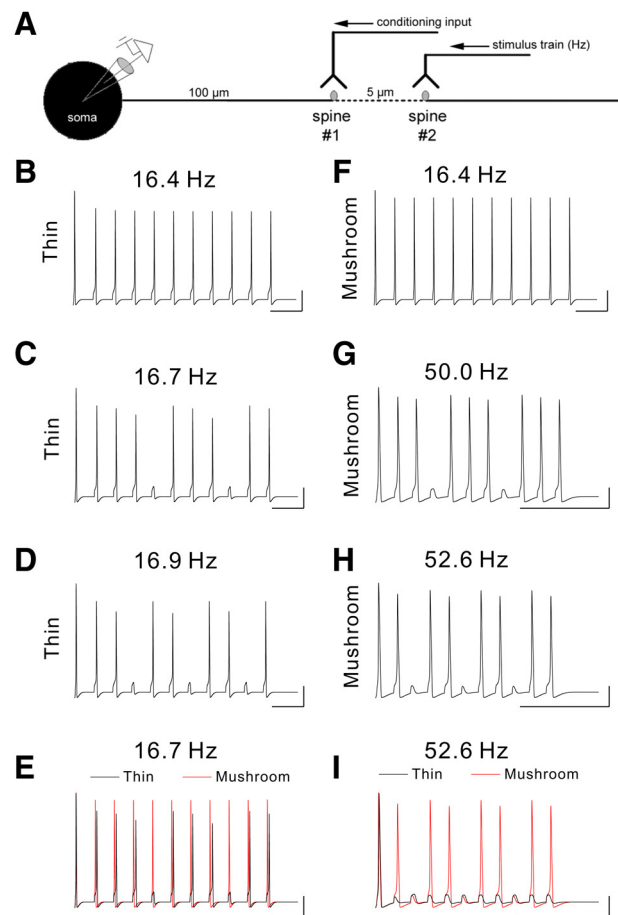 A
conditioning input
stimulus train (Hz)
soma
100 µm
5 µm
spine #1
spine #2
B
16.4 Hz
Thin
F
16.4 Hz
Mushroom
C
16.7 Hz
Thin
G
50.0 Hz
Mushroom
D
16.9 Hz
Thin
H
52.6 Hz
Mushroom
E
16.7 Hz
Thin
Mushroom
I
52.6 Hz
Thin
Mushroom